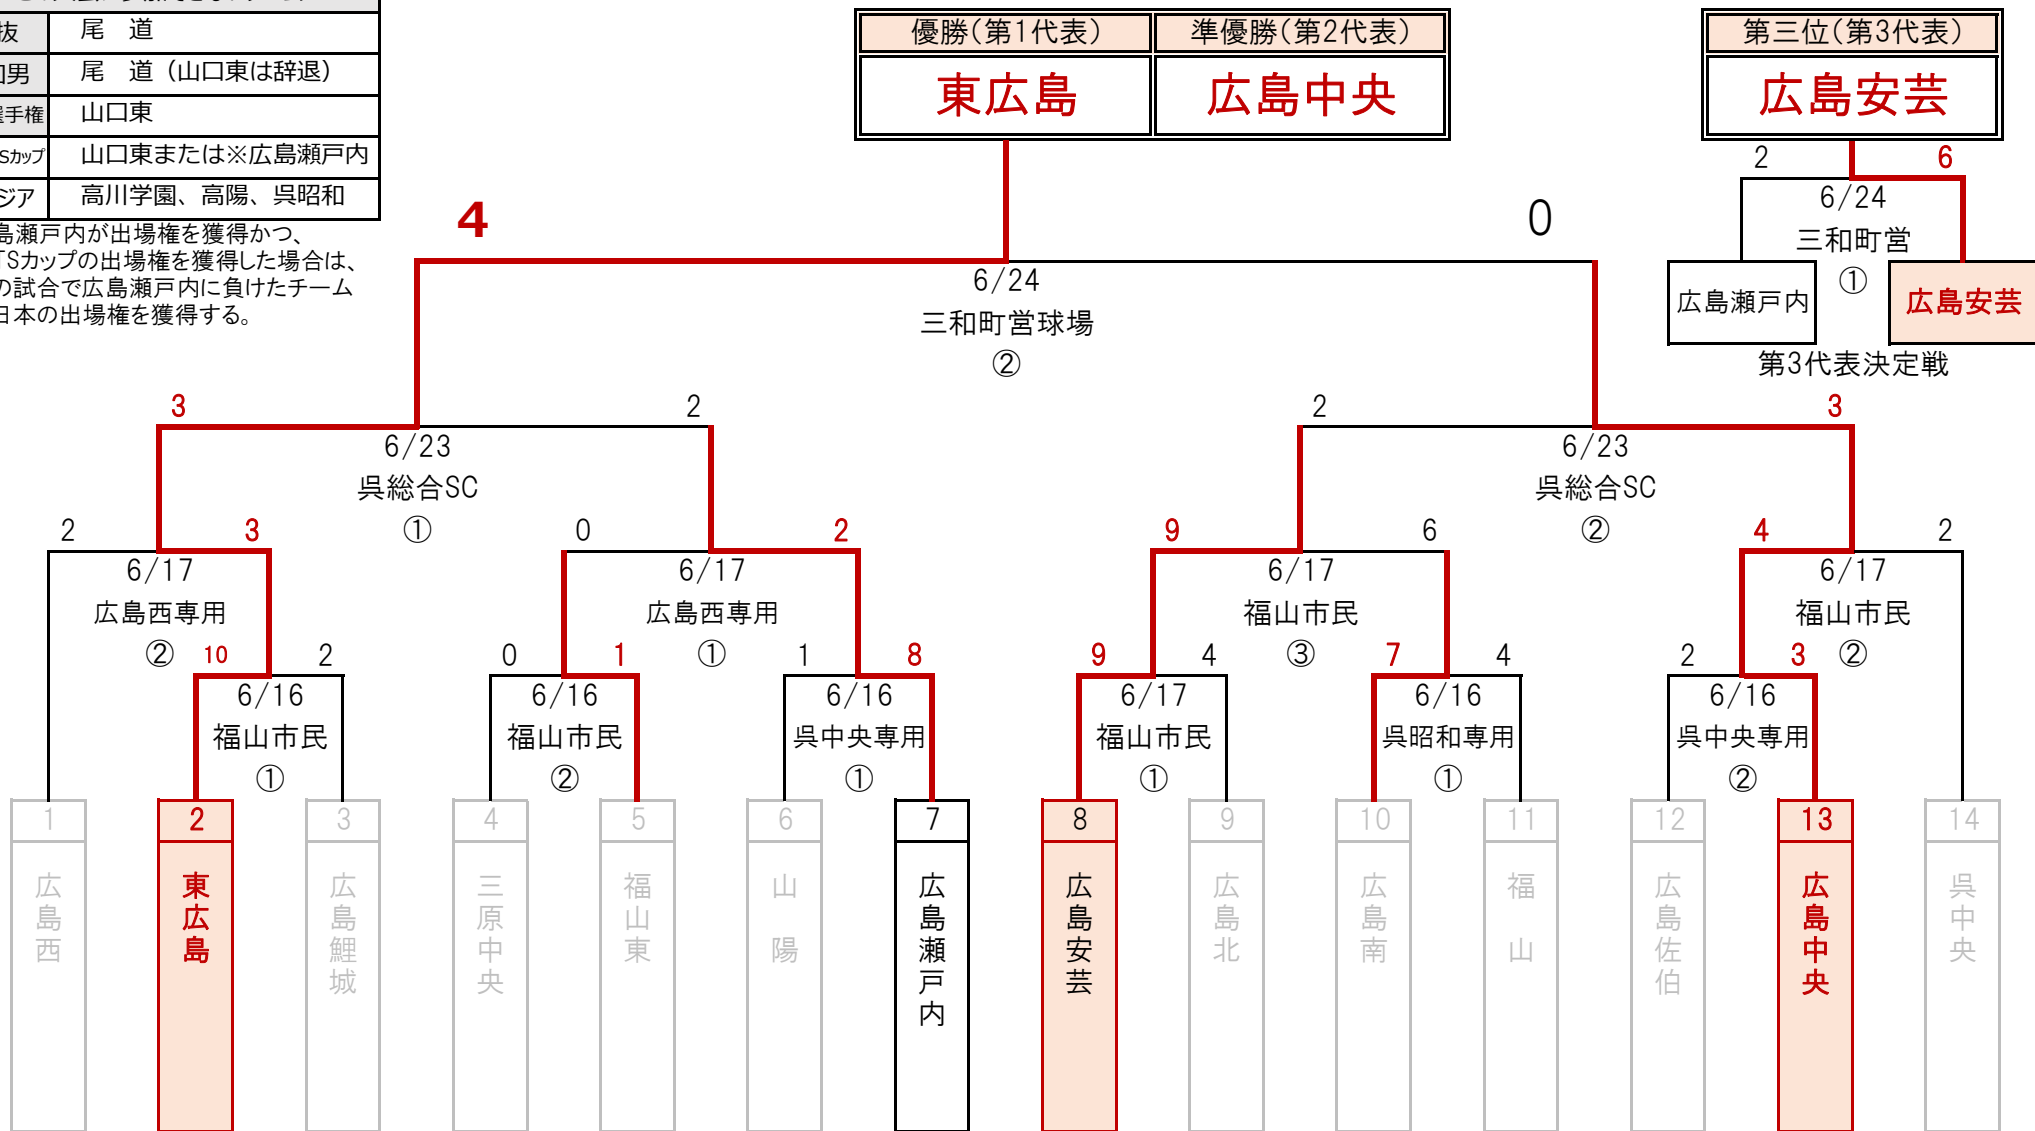 抜 尾　道
尾　道（山口東は辞退）
選手権 山口東
Sカップ 山口東または※広島瀬戸内
ジア 高川学園、高陽、呉昭和
島瀬戸内が出場権を獲得かつ、
TSカップの出場権を獲得した場合は、
の試合で広島瀬戸内に負けたチーム
日本の出場権を獲得する。
優勝(第1代表) 準優勝(第2代表)
東広島 広島中央
第三位(第3代表)
広島安芸
2 6
6/24
三和町営
①
広島瀬戸内 広島安芸
第3代表決定戦
4 0
6/24
三和町営球場
②
3 2
6/23
呉総合SC
①
2 3
6/23
呉総合SC
②
2 3
6/17
広島西専用
②
0 2
6/17
広島西専用
①
9 6
6/17
福山市民
③
4 2
6/17
福山市民
②
10 2
6/16
福山市民
①
0 1
6/16
福山市民
②
1 8
6/16
呉中央専用
①
9 4
6/17
福山市民
①
7 4
6/16
呉昭和専用
①
2 3
6/16
呉中央専用
②
1 2 3 4 5 6 7 8 9 10 11 12 13 14
広島西
東広島
広島鯉城
三原中央
福山東
山　陽
広島瀬戸内
広島安芸
広島北
広島南
福　山
広島佐伯
広島中央
呉中央